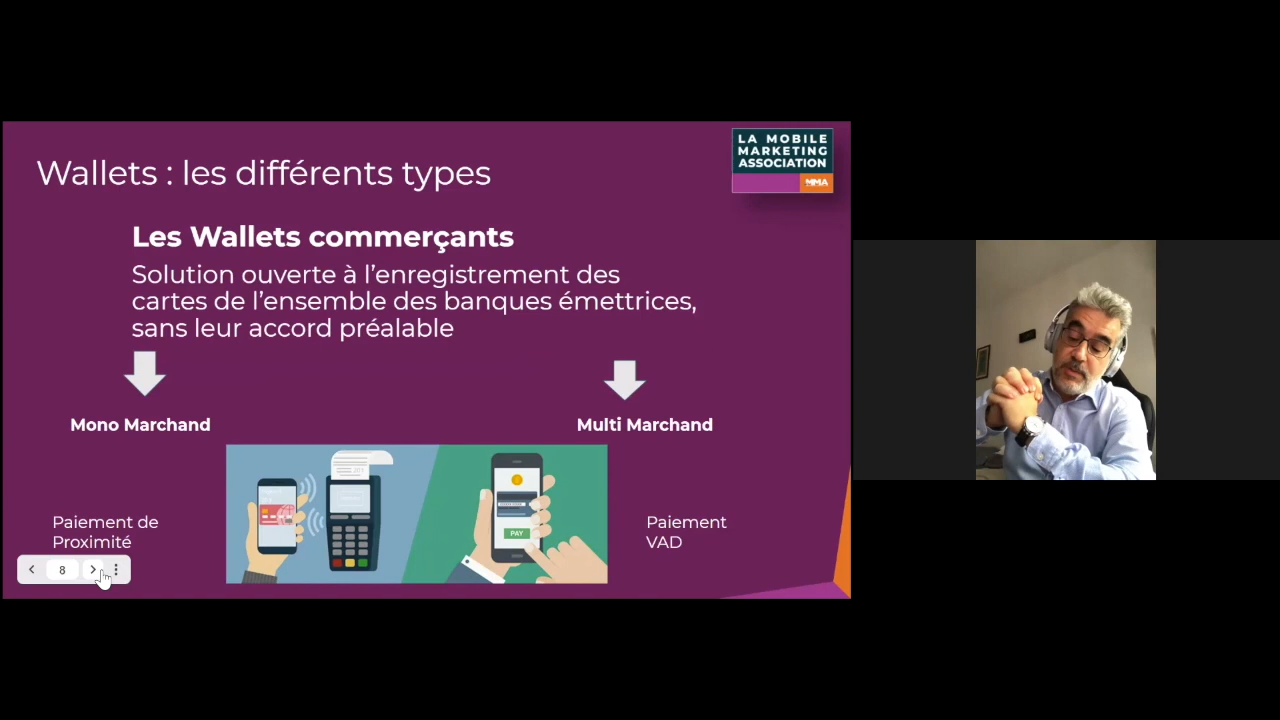 Wallets : les différents types
LA MOBILE
MARKETING
ASSOCIATION
MMA
Les Wallets commerçants
Solution ouverte à l'enregistrement des
cartes de l'ensemble des banques émettrices,
sans leur accord préalable
Mono Marchand
Multi Marchand
PAY
Paiement de
Proximité
Paiement
VAD
8